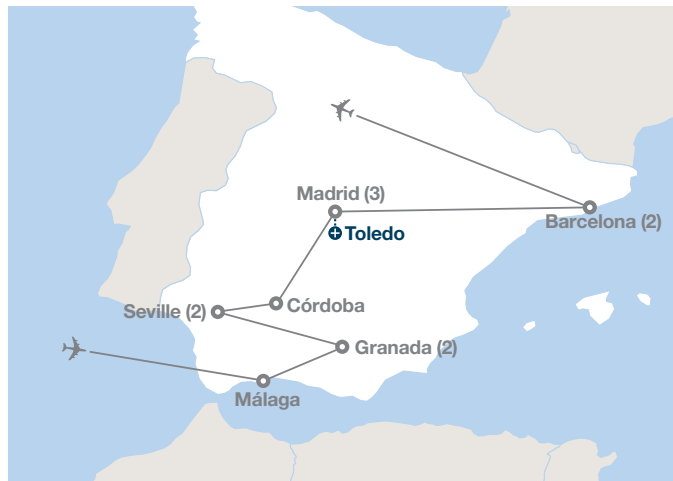 Madrid (3)
Barcelona (2)
Toledo
Córdoba
Seville (2)
Granada (2)
Málaga